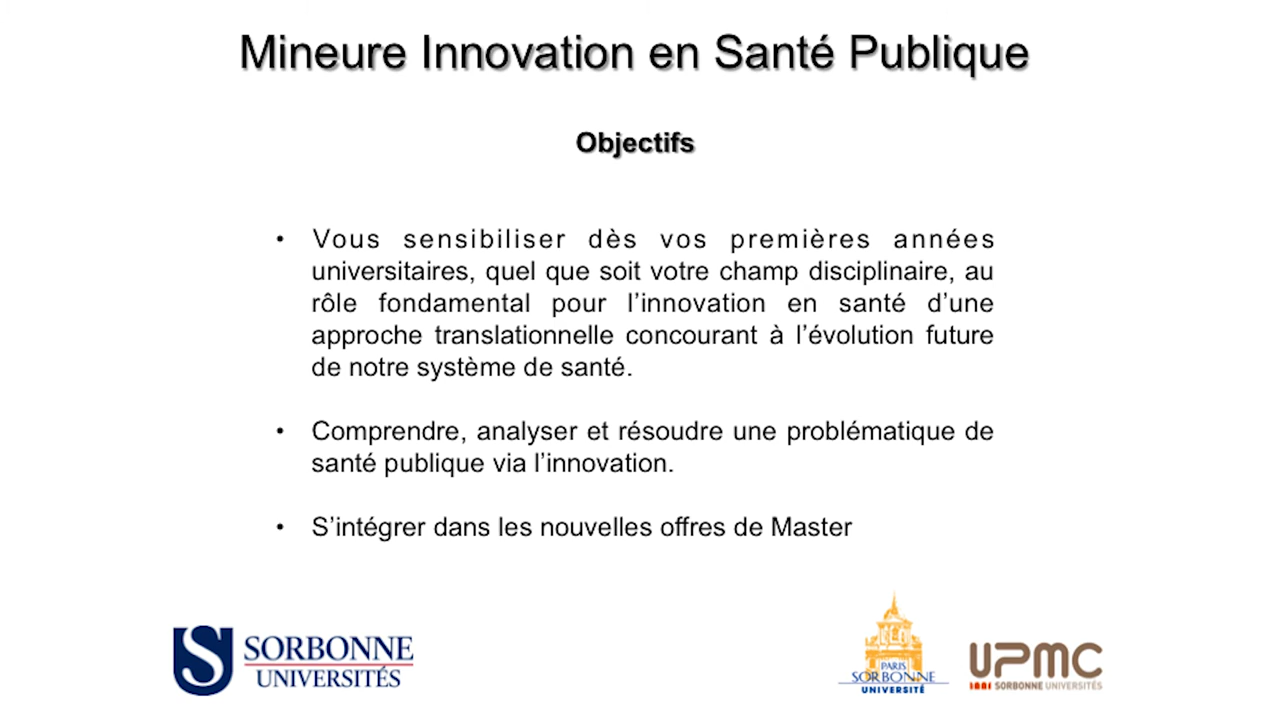 Mineure Innovation en Santé Publique
Objectifs
• Vous sensibiliser dès vos premières années
universitaires, quel que soit votre champ disciplinaire, au
rôle fondamental pour l’innovation en santé d’une
approche translationnelle concourant à l’évolution future
de notre système de santé.
• Comprendre, analyser et résoudre une problématique de
santé publique via l’innovation.
• S’intégrer dans les nouvelles offres de Master
S SORBONNE
UNIVERSITÉS
PARIS
SORBONNE
UNIVERSITÉ
UPMC
SORBONNE UNIVERSITÉS